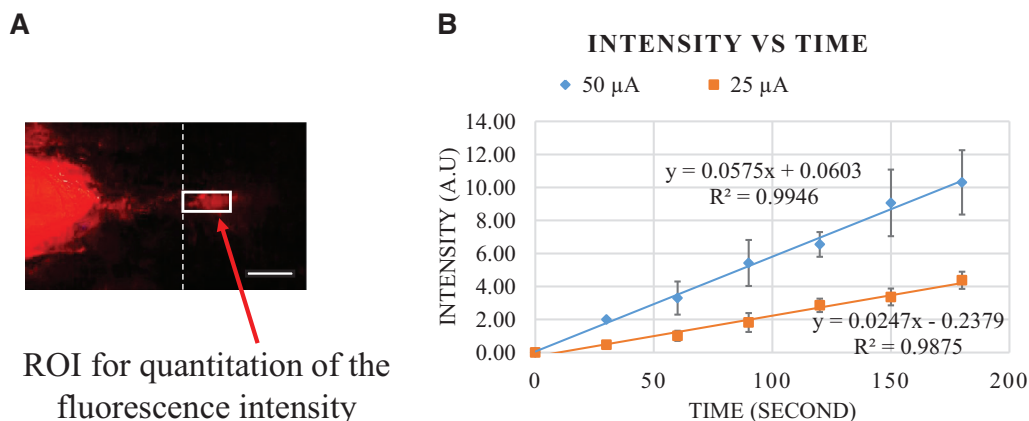 A
ROI for quantitation of the
fluorescence intensity
B
INTENSITY VS TIME
50 µA
25 µA
INTENSITY (A.U)
14.00
12.00
10.00
8.00
6.00
4.00
2.00
0.00
y = 0.0575x + 0.0603
R² = 0.9946
y = 0.0247x - 0.2379
R² = 0.9875
0
50
100
150
200
TIME (SECOND)